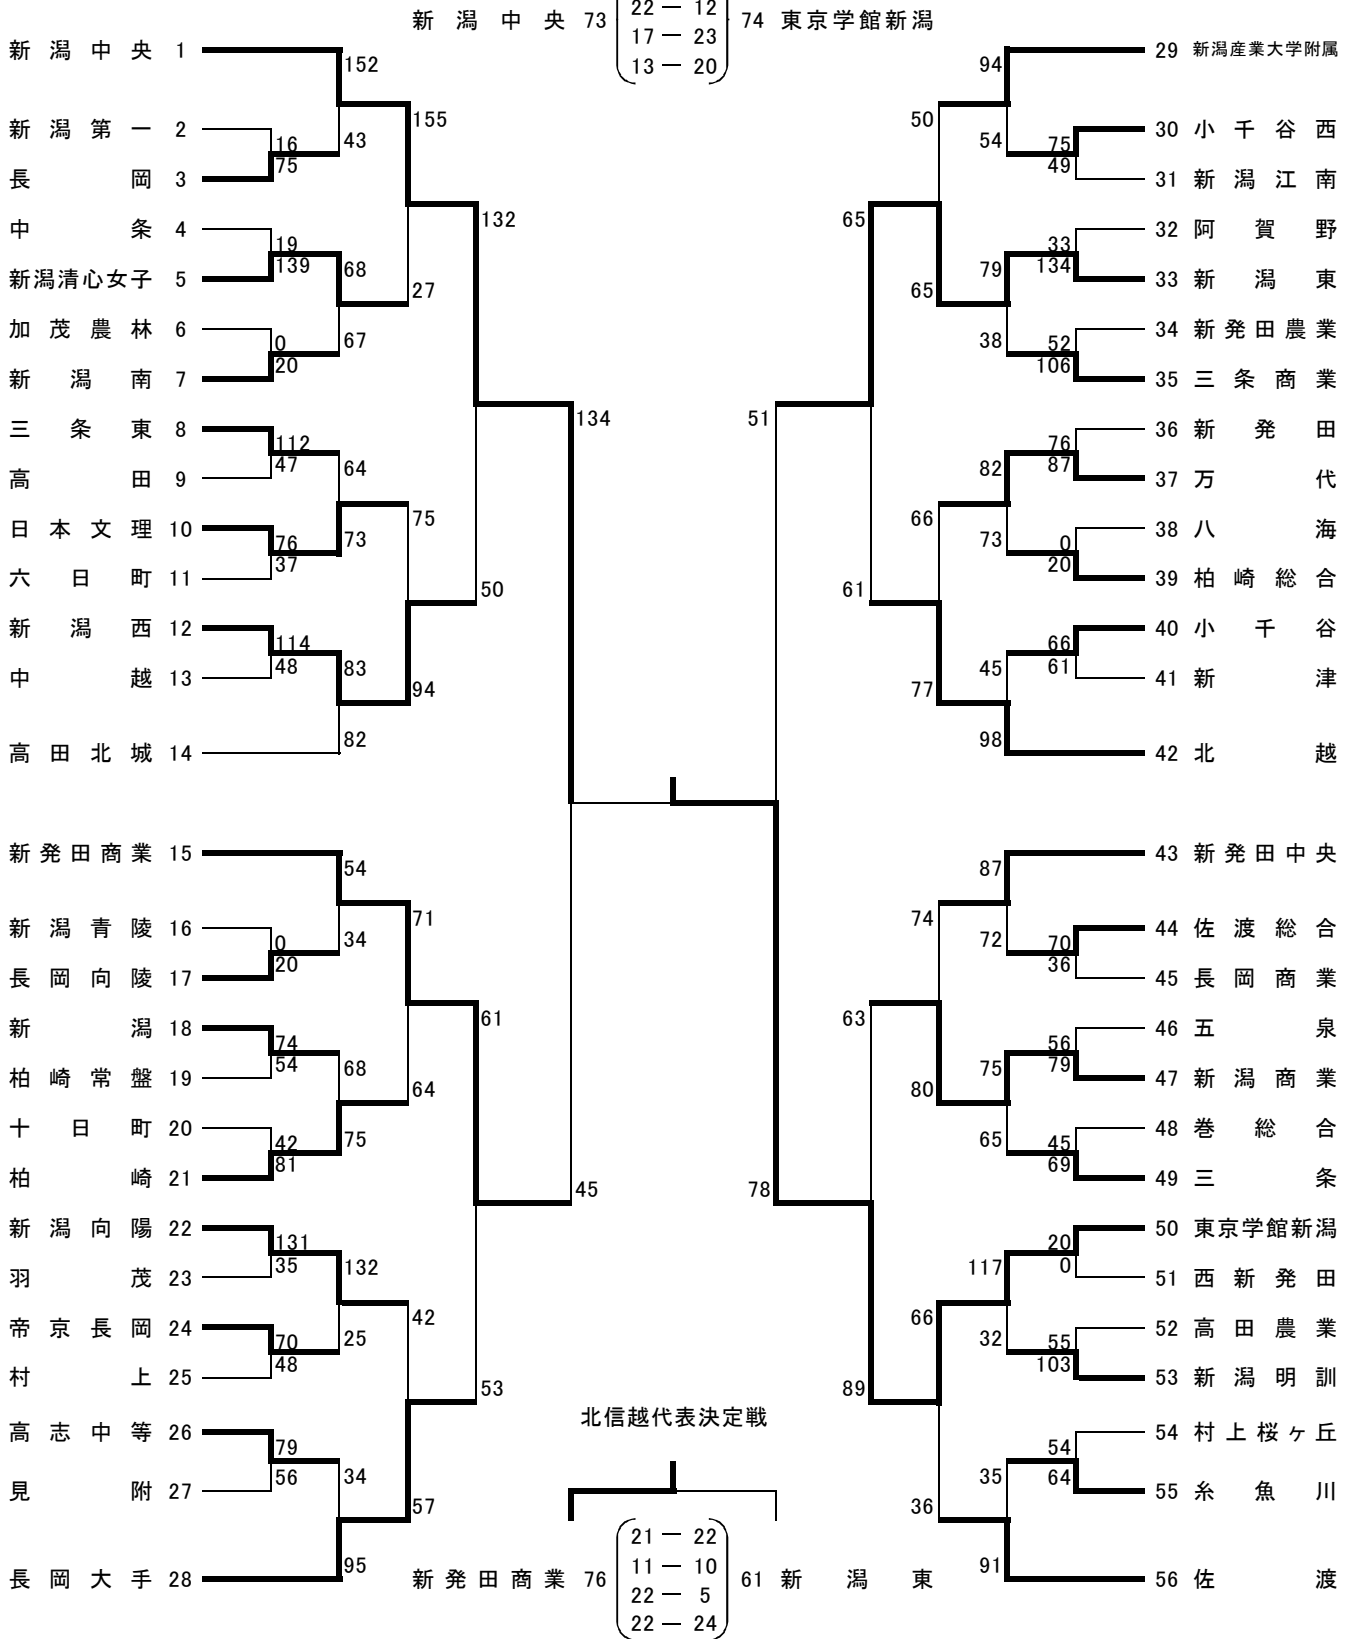 22 — 12
新潟中央 73 17 — 23 74 東京学館新潟
13 — 20
新潟中央 1
新潟第一 2
長岡 3
中条 4
新潟清心女子 5
加茂農林 6
新潟南 7
三条東 8
高田 9
日本文理 10
六日町 11
新潟西 12
中越 13
高田北城 14
新発田商業 15
新潟青陵 16
長岡向陵 17
新潟 18
柏崎常盤 19
十日町 20
柏崎 21
新潟向陽 22
羽茂 23
帝京長岡 24
村上 25
高志中等 26
見附 27
長岡大手 28
16
75
19
139
0
20
112
47
76
37
114
48
0
20
74
54
42
81
131
35
70
48
79
56
152
43
68
67
64
73
83
82
54
34
68
75
132
25
34
95
155
27
75
94
71
64
42
57
132
50
61
53
134
45
51
78
65
61
63
89
50
65
66
77
74
80
66
36
94
54
79
38
82
73
45
98
87
72
75
65
117
32
35
91
75
49
33
134
52
106
76
87
0
20
66
61
70
36
56
79
45
69
20
0
55
103
54
64
29 新潟産業大学附属
30 小千谷西
31 新潟江南
32 阿賀野
33 新潟東
34 新発田農業
35 三条商業
36 新発田
37 万代
38 八海
39 柏崎総合
40 小千谷
41 新津
42 北越
43 新発田中央
44 佐渡総合
45 長岡商業
46 五泉
47 新潟商業
48 巻総合
49 三条
50 東京学館新潟
51 西新発田
52 高田農業
53 新潟明訓
54 村上桜ヶ丘
55 糸魚川
56 佐渡
北信越代表決定戦
21 — 22
11 — 10
新発田商業 76 22 — 5 61 新潟東
22 — 24